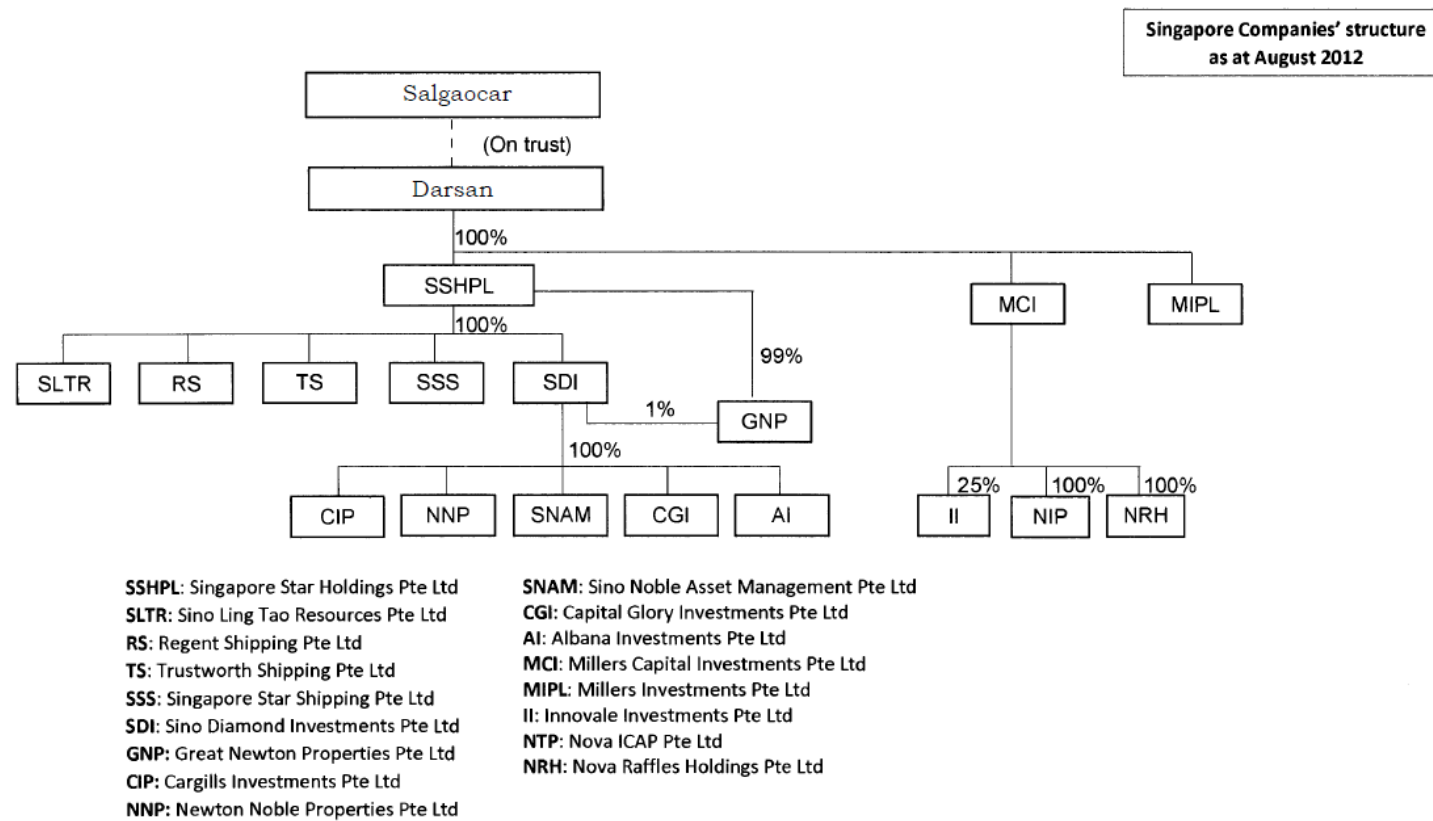 Singapore Companies' structure
as at August 2012
Salgaocar
(On trust)
Darsan
100%
SSHPL
MCI
MIPL
100%
99%
SLTR
RS
TS
SSS
SDI
1%
GNP
100%
25%
100%
100%
CIP
NNP
SNAM
CGI
AI
II
NIP
NRH
SSHPL: Singapore Star Holdings Pte Ltd
SLTR: Sino Ling Tao Resources Pte Ltd
RS: Regent Shipping Pte Ltd
TS: Trustworth Shipping Pte Ltd
SSS: Singapore Star Shipping Pte Ltd
SDI: Sino Diamond Investments Pte Ltd
GNP: Great Newton Properties Pte Ltd
CIP: Cargills Investments Pte Ltd
NNP: Newton Noble Properties Pte Ltd
SNAM: Sino Noble Asset Management Pte Ltd
CGI: Capital Glory Investments Pte Ltd
AI: Albana Investments Pte Ltd
MCI: Millers Capital Investments Pte Ltd
MIPL: Millers Investments Pte Ltd
II: Innovale Investments Pte Ltd
NTP: Nova ICAP Pte Ltd
NRH: Nova Raffles Holdings Pte Ltd